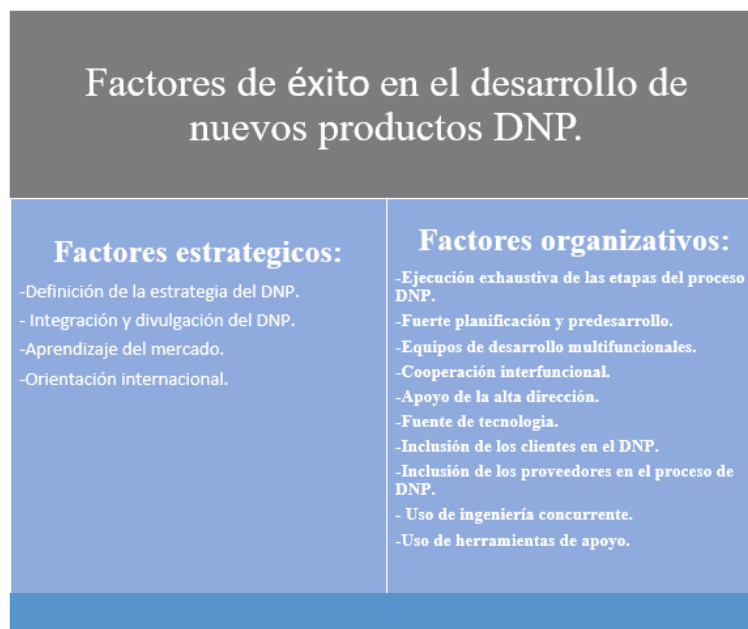 Factores de éxito en el desarrollo de
nuevos productos DNP.
Factores estrategicos:
-Definición de la estrategia del DNP.
- Integración y divulgación del DNP.
-Aprendizaje del mercado.
-Orientación internacional.
Factores organizativos:
-Ejecución exhaustiva de las etapas del proceso
DNP.
-Fuerte planificación y predesarrollo.
-Equipos de desarrollo multifuncionales.
-Cooperación interfuncional.
-Apoyo de la alta dirección.
-Fuente de tecnologia.
-Inclusión de los clientes en el DNP.
-Inclusión de los proveedores en el proceso de
DNP.
- Uso de ingeniería concurrente.
-Uso de herramientas de apoyo.